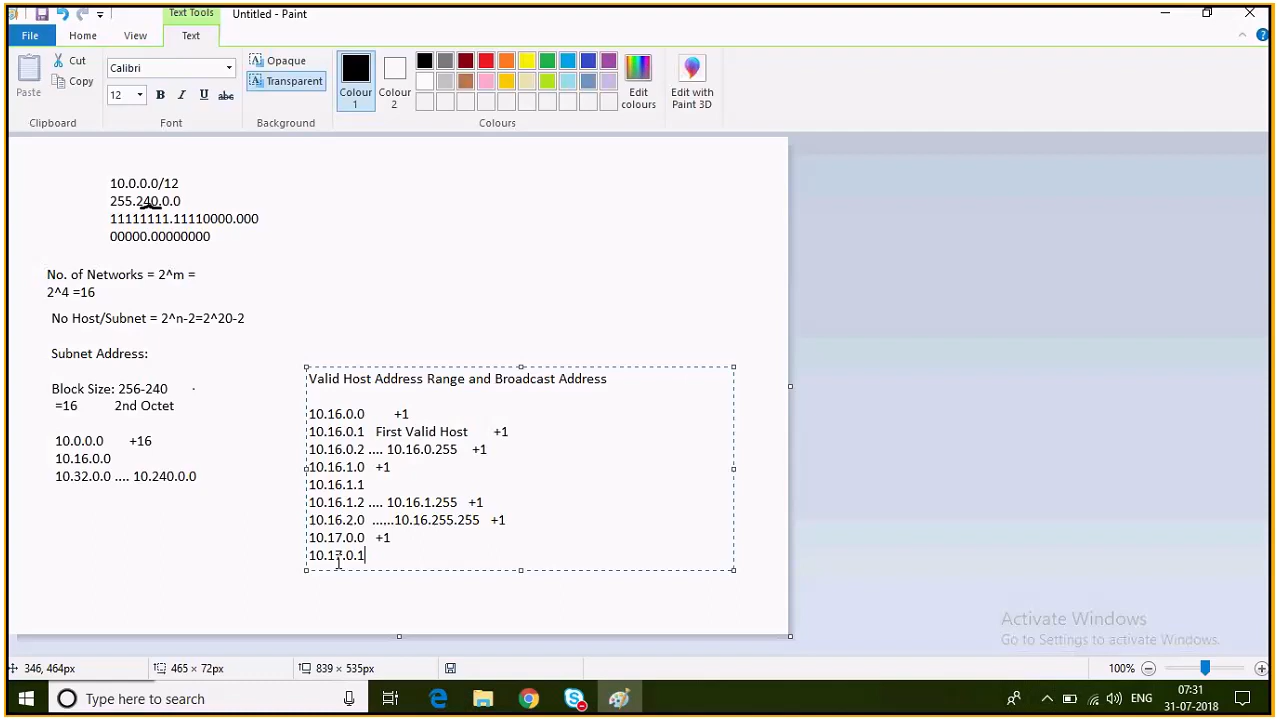 Text Tools
Untitled - Paint
File
Home
View
Text
Cut
Copy
Paste
Clipboard
Calibri
12
B I U abc
Font
Opaque
Transparent
Background
Colour 1
Colour 2
Edit colours
Edit with Paint 3D
Colours
10.0.0.0/12
255.240.0.0
11111111.11110000.000
00000.00000000
No. of Networks = 2^m =
2^4 =16
No Host/Subnet = 2^n-2=2^20-2
Subnet Address:
Block Size: 256-240
=16 2nd Octet
10.0.0.0 +16
10.16.0.0
10.32.0.0 .... 10.240.0.0
Valid Host Address Range and Broadcast Address
10.16.0.0 +1
10.16.0.1 First Valid Host +1
10.16.0.2 .... 10.16.0.255 +1
10.16.1.0 +1
10.16.1.1
10.16.1.2 .... 10.16.1.255 +1
10.16.2.0 ......10.16.255.255 +1
10.17.0.0 +1
10.17.0.1
Activate Windows
Go to Settings to activate Windows.
346, 464px
465 × 72px
839 × 535px
100%
Type here to search
ENG
07:31
31-07-2018